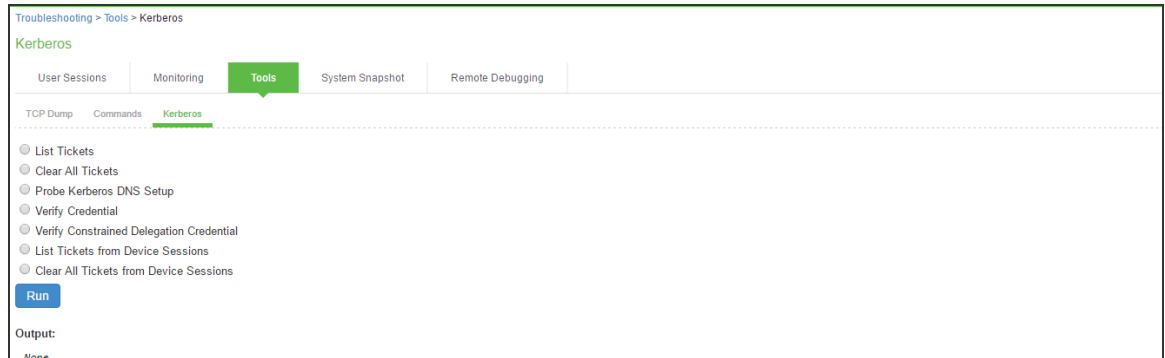 Troubleshooting > Tools > Kerberos
Kerberos
User Sessions Monitoring Tools System Snapshot Remote Debugging
TCP Dump Commands Kerberos
List Tickets
Clear All Tickets
Probe Kerberos DNS Setup
Verify Credential
Verify Constrained Delegation Credential
List Tickets from Device Sessions
Clear All Tickets from Device Sessions
Run
Output:
None